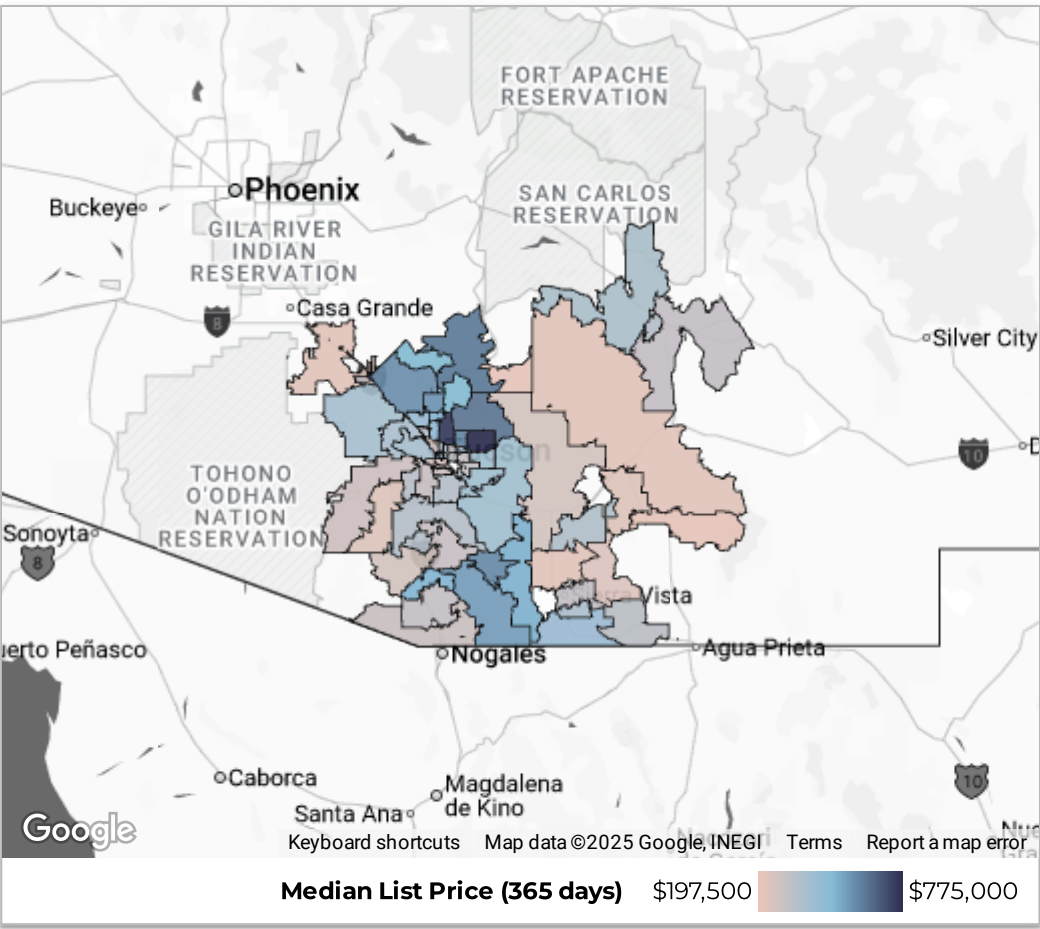 FORT APACHE
RESERVATION
SAN CARLOS
RESERVATION
Phoenix
Buckeye
GILA RIVER
INDIAN
RESERVATION
Casa Grande
8
Silver City
10
D
Tucson
TOHONO
O'ODHAM
NATION
RESERVATION
Sonoyta
8
Sierra Vista
uerto Peñasco
Nogales
Agua Prieta
Caborca
Magdalena
de Kino
Santa Ana
10
Google
Keyboard shortcuts Map data ©2025 Google, INEGI Terms Report a map error
Median List Price (365 days) $197,500 $775,000